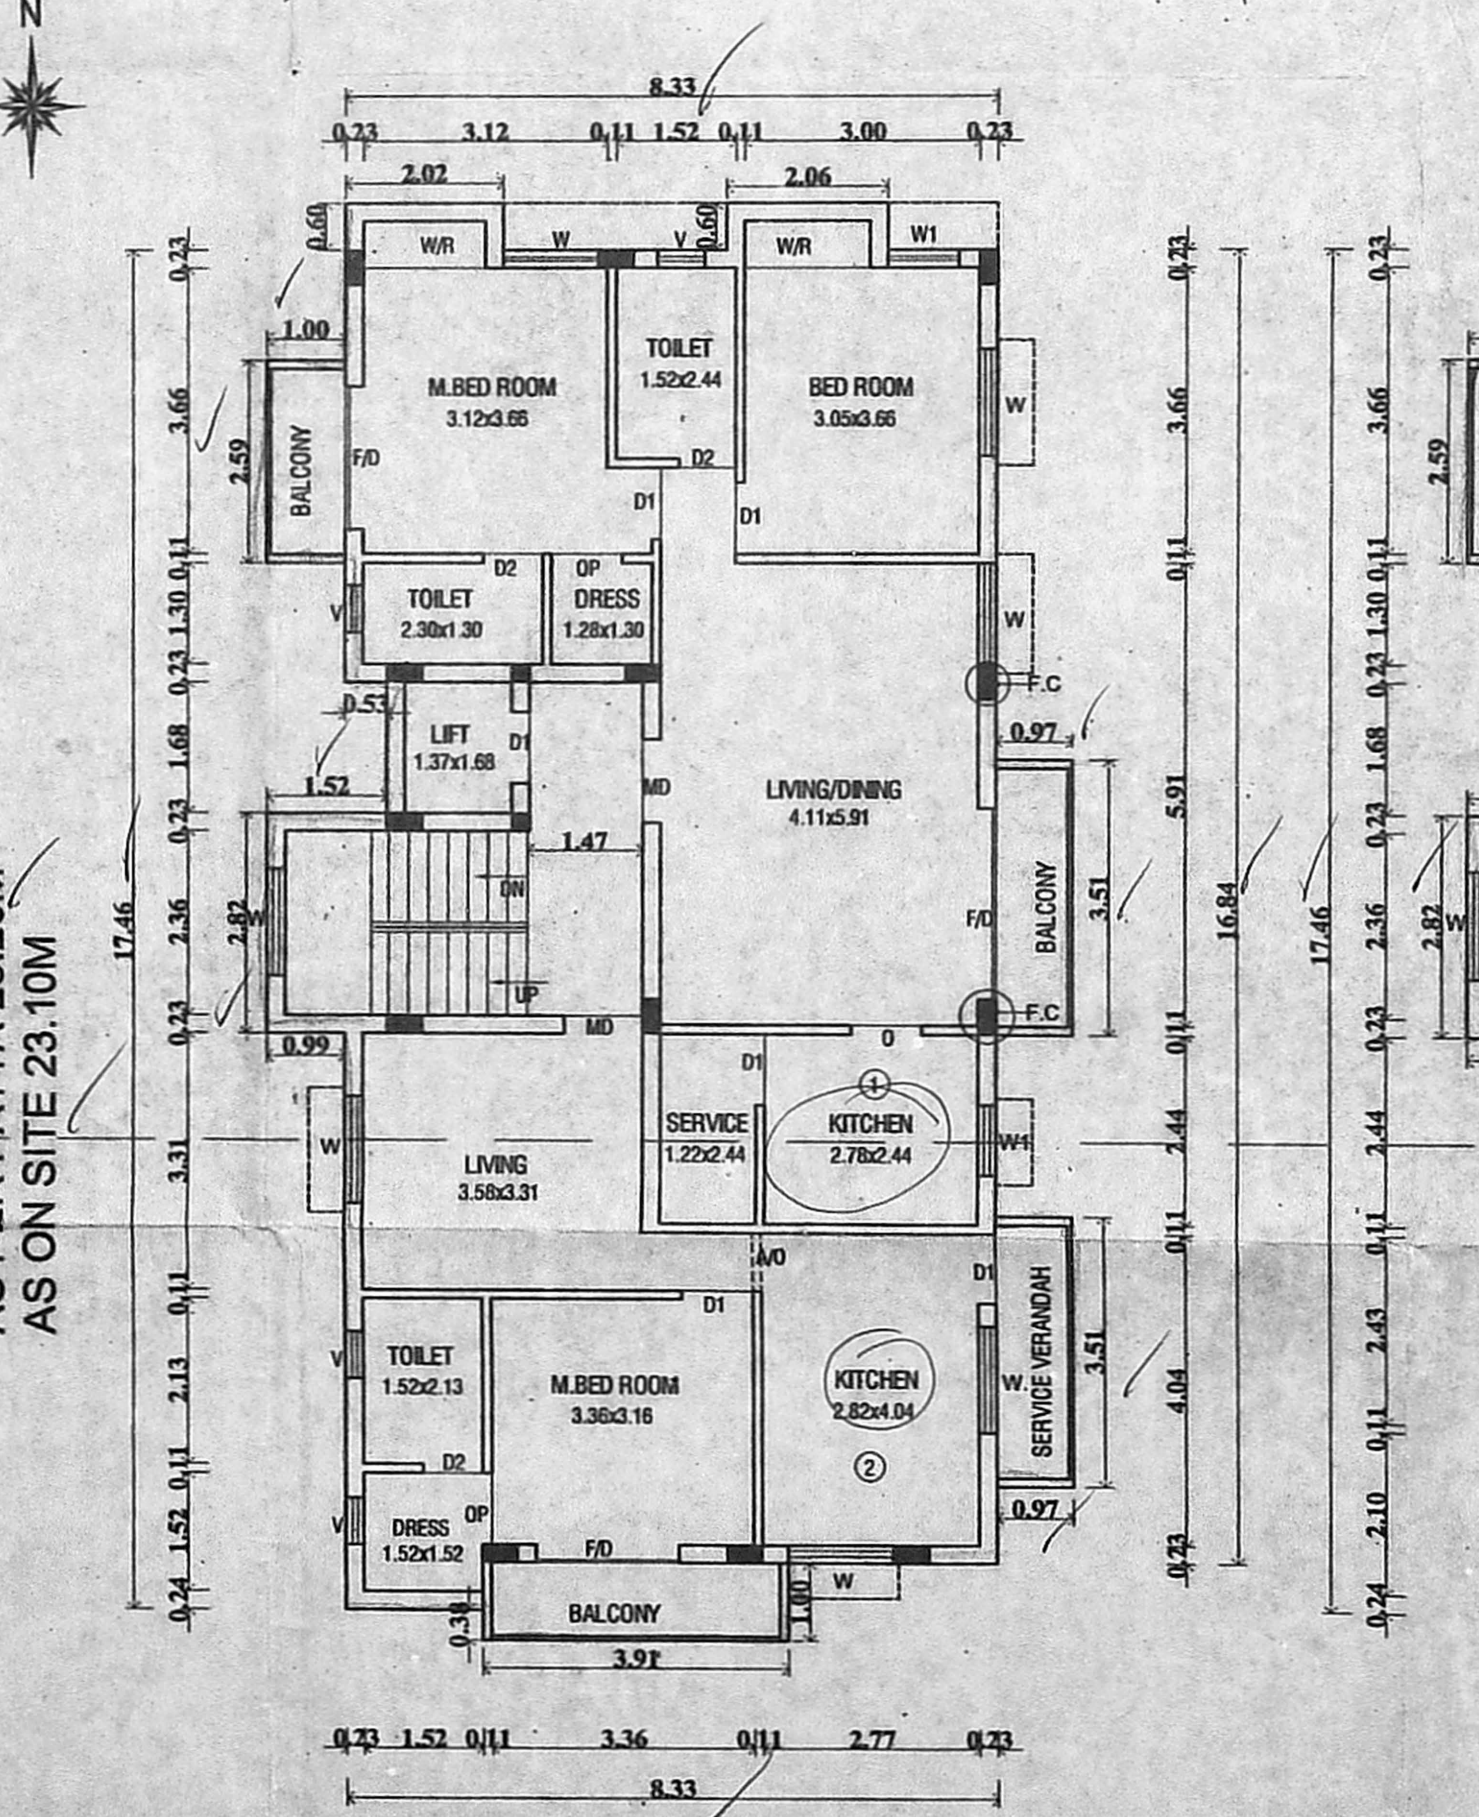 N
8.33
0.23 3.12 0.11 1.52 0.11 3.00 0.23
2.02 2.06
0.60 0.60
W/R W V W/R W1
0.23 0.23 0.23
1.00
M.BED ROOM
3.12x3.66
TOILET
1.52x2.44
BED ROOM
3.05x3.66
W
3.66 3.66 3.66
2.59 2.59
BALCONY
F/D
D2
D1 D1
0.11 0.11 0.11
D2 OP
V
TOILET
2.30x1.30
DRESS
1.28x1.30
W
1.30 1.30
0.23 0.23
F.C
0.53
0.97
LIFT
1.37x1.68
D1
1.68 1.68
MD
LIVING/DINING
4.11x5.91
5.91
1.52
0.23 0.23
1.47
DN
W
2.82
2.36
17.46
BALCONY
F/D
3.51
16.84
17.46
2.36
2.82
W
UP
F.C
0.23 0.23
MD
0.11
0.99
O
D1
1
SERVICE
1.22x2.44
KITCHEN
2.78x2.44
W1
2.44 2.44
W
LIVING
3.58x3.31
3.31
AS ON SITE 23.10M
0.11 0.11
A/O
D1
0.11
D1
V
TOILET
1.52x2.13
2.13
M.BED ROOM
3.36x3.16
KITCHEN
2.82x4.04
2
W
SERVICE VERANDAH
3.51
4.04
2.43
0.11
D2
0.11
OP
V
DRESS
1.52x1.52
1.52
0.97
2.10
F/D
0.23
W
0.24
0.38
BALCONY
1.00
0.24
3.91
0.23 1.52 0.11 3.36 0.11 2.77 0.23
8.33